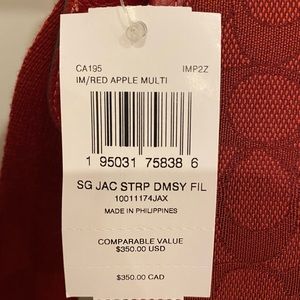 CA195 IMP2Z
IM/RED APPLE MULTI
1 95031 75838 6
SG JAC STRP DMSY FIL
10011174JAX
MADE IN PHILIPPINES
COMPARABLE VALUE
$350.00 USD
$350.00 CAD